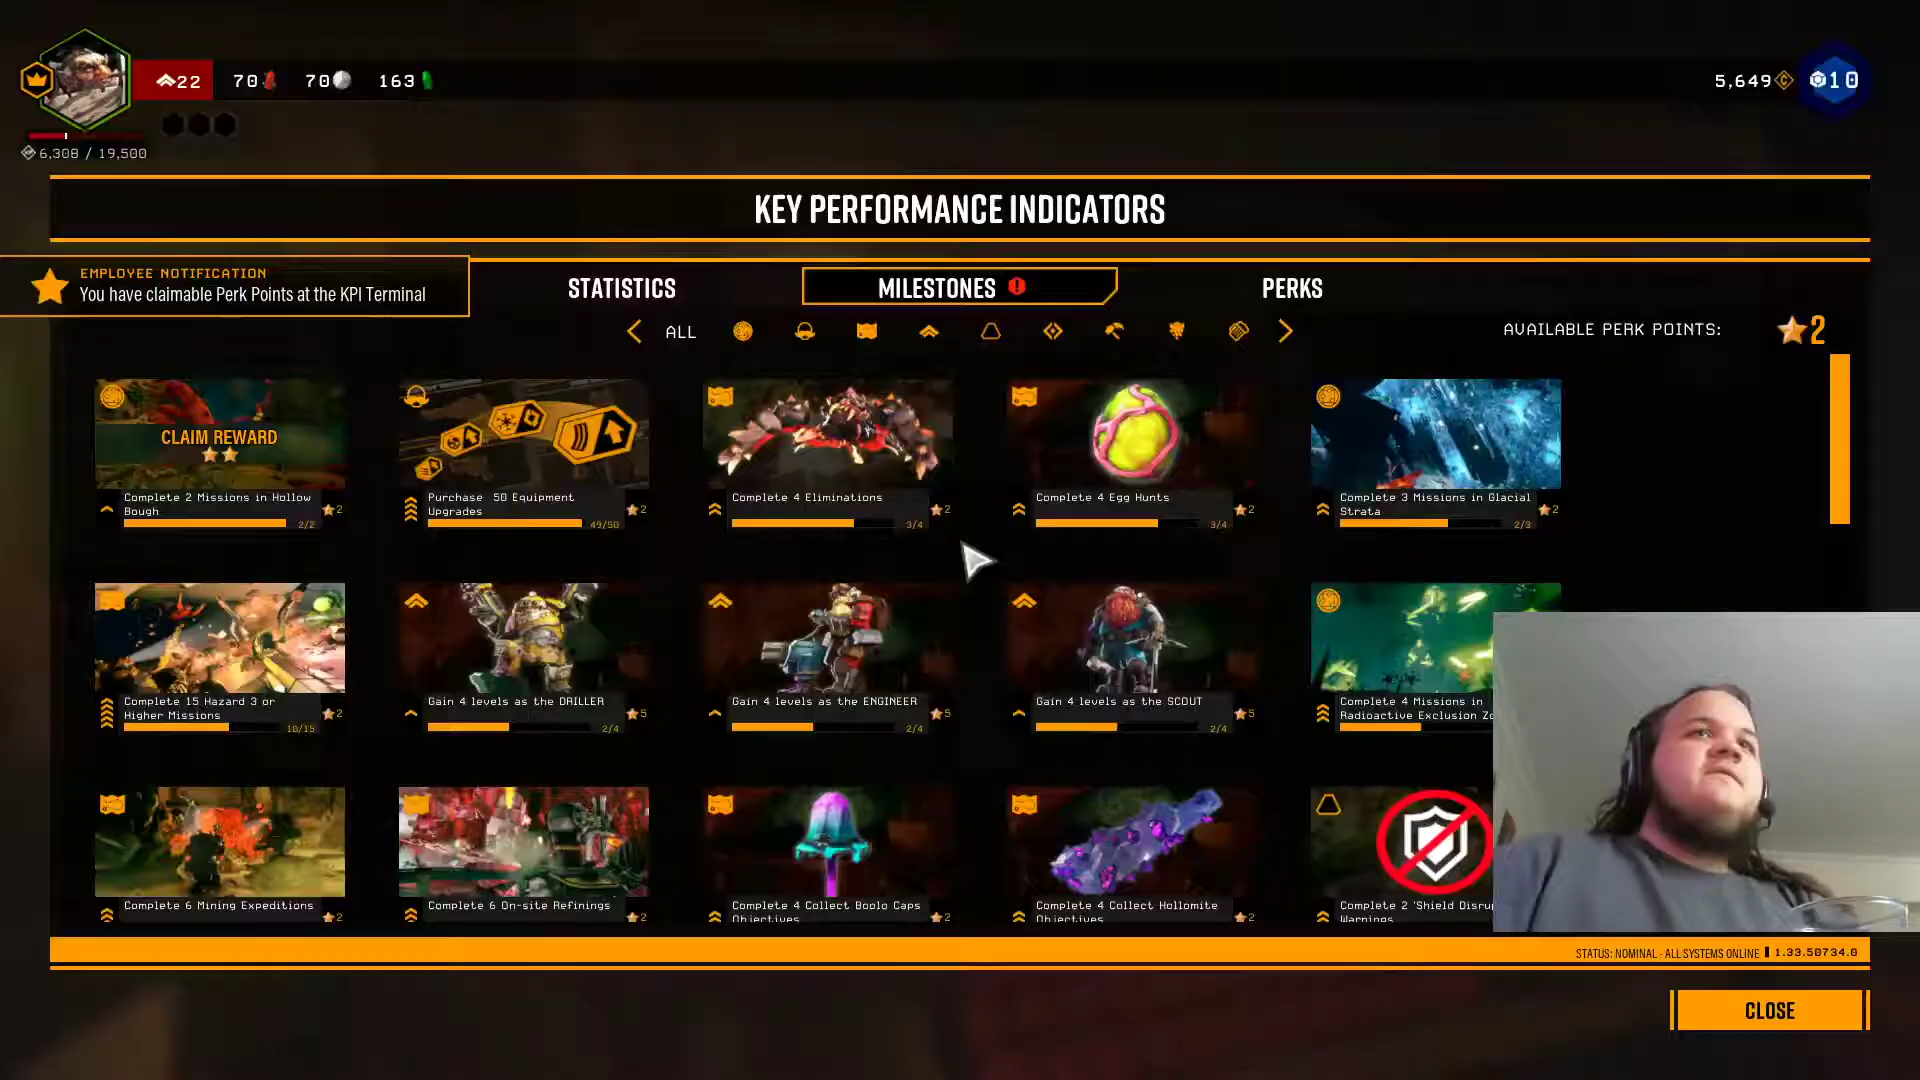 22 70 70 163
5,649 10
6,308 / 19,500
KEY PERFORMANCE INDICATORS
EMPLOYEE NOTIFICATION
You have claimable Perk Points at the KPI Terminal
STATISTICS MILESTONES PERKS
ALL
AVAILABLE PERK POINTS: 2
CLAIM REWARD
Complete 2 Missions in Hollow
Bough
2
2/2
Purchase 50 Equipment
Upgrades
2
49/50
Complete 4 Eliminations
2
3/4
Complete 4 Egg Hunts
2
3/4
Complete 3 Missions in Glacial
Strata
2
2/3
Complete 15 Hazard 3 or
Higher Missions
2
10/15
Gain 4 levels as the DRILLER
5
2/4
Gain 4 levels as the ENGINEER
5
2/4
Gain 4 levels as the SCOUT
5
2/4
Complete 4 Missions in
Radioactive Exclusion Zo
Complete 6 Mining Expeditions
2
Complete 6 On-site Refinings
2
Complete 4 Collect Boolo Caps
Objectives
2
Complete 4 Collect Hollomite
Objectives
2
Complete 2 'Shield Disrup
Warnings
STATUS: NOMINAL - ALL SYSTEMS ONLINE 1.33.50734.0
CLOSE